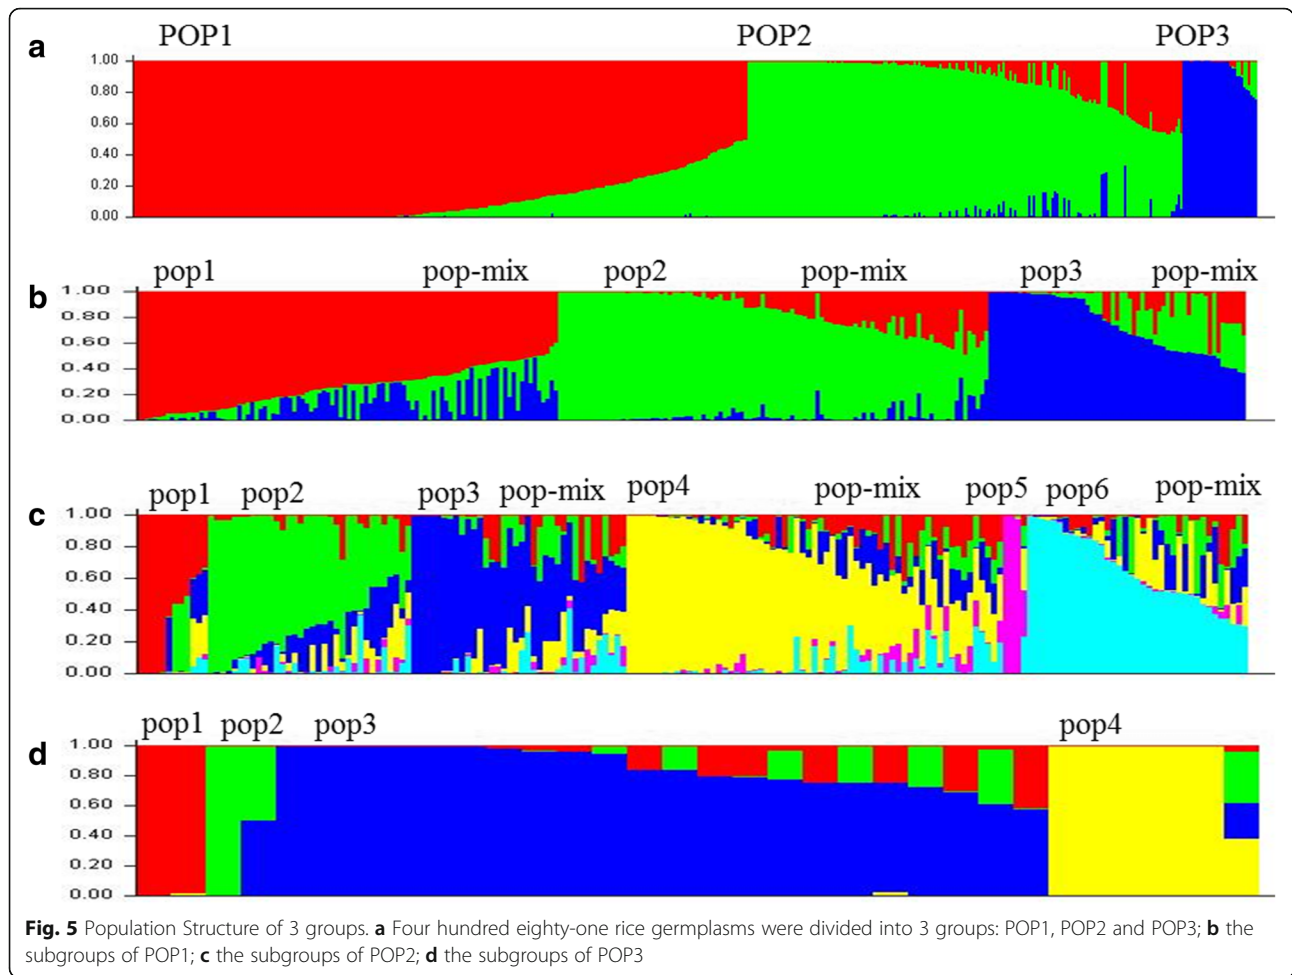 a
POP1 POP2 POP3
1.00
0.80
0.60
0.40
0.20
0.00
b
pop1 pop-mix pop2 pop-mix pop3 pop-mix
1.00
0.80
0.60
0.40
0.20
0.00
c
pop1 pop2 pop3 pop-mix pop4 pop-mix pop5 pop6 pop-mix
1.00
0.80
0.60
0.40
0.20
0.00
d
pop1 pop2 pop3 pop4
1.00
0.80
0.60
0.40
0.20
0.00
Fig. 5 Population Structure of 3 groups. a Four hundred eighty-one rice germplasms were divided into 3 groups: POP1, POP2 and POP3; b the
subgroups of POP1; c the subgroups of POP2; d the subgroups of POP3